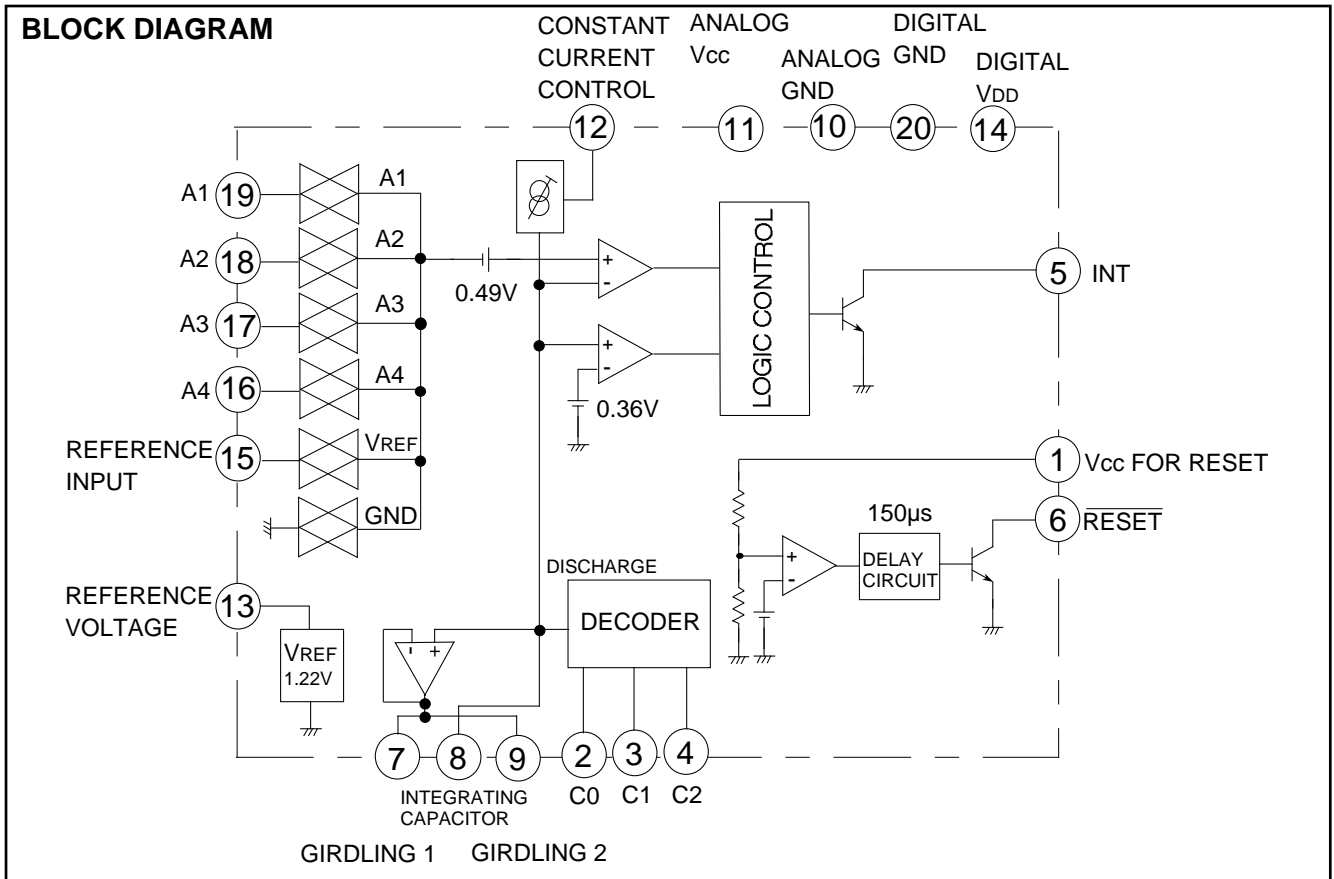 BLOCK DIAGRAM
CONSTANT
CURRENT
CONTROL
ANALOG
Vcc
ANALOG
GND
DIGITAL
GND
DIGITAL
VDD
12
11
10
20
14
A1
19
A1
A2
18
A2
A3
17
A3
A4
16
A4
REFERENCE
INPUT
15
VREF
GND
0.49V
+
-
+
-
0.36V
LOGIC CONTROL
5
INT
1
Vcc FOR RESET
6
RESET
150µs
+
-
DELAY
CIRCUIT
REFERENCE
VOLTAGE
13
VREF
1.22V
DISCHARGE
DECODER
-
+
7
8
9
2
3
4
INTEGRATING
CAPACITOR
C0
C1
C2
GIRDLING 1
GIRDLING 2